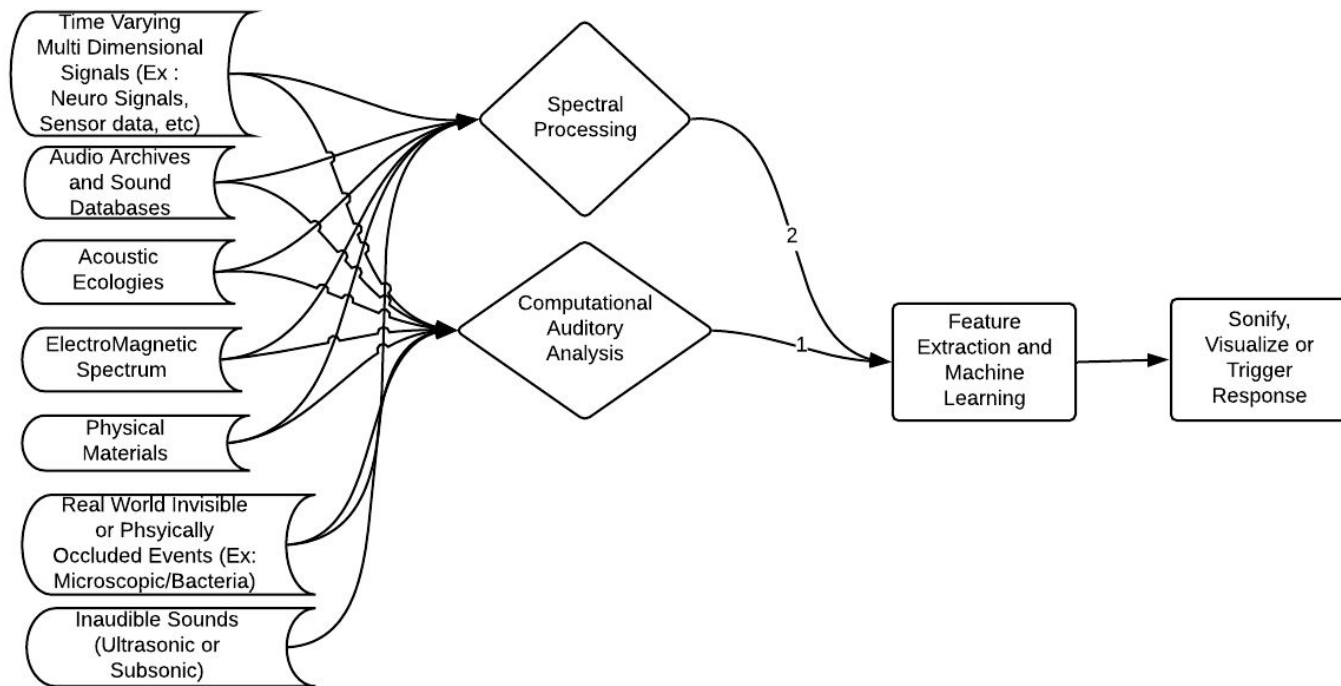 Time Varying
Multi Dimensional
Signals (Ex :
Neuro Signals,
Sensor data, etc)
Audio Archives
and Sound
Databases
Acoustic
Ecologies
ElectroMagnetic
Spectrum
Physical
Materials
Real World Invisible
or Phsyically
Occluded Events (Ex:
Microscopic/Bacteria)
Inaudible Sounds
(Ultrasonic or
Subsonic)
Spectral
Processing
Computational
Auditory
Analysis
2
1
Feature
Extraction and
Machine
Learning
Sonify,
Visualize or
Trigger
Response